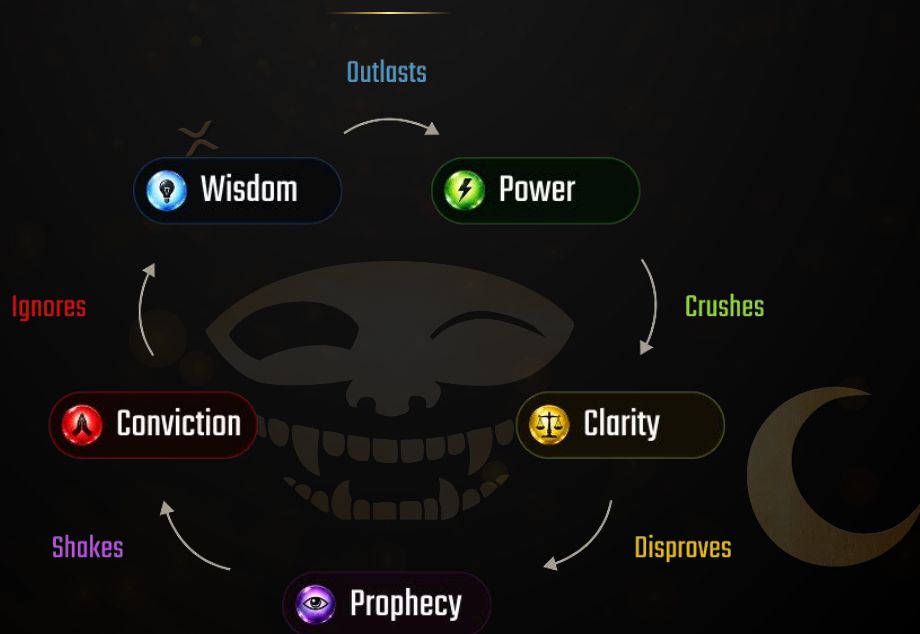 Outlasts
Wisdom
Power
Ignores
Crushes
Conviction
Clarity
Shakes
Disproves
Prophecy